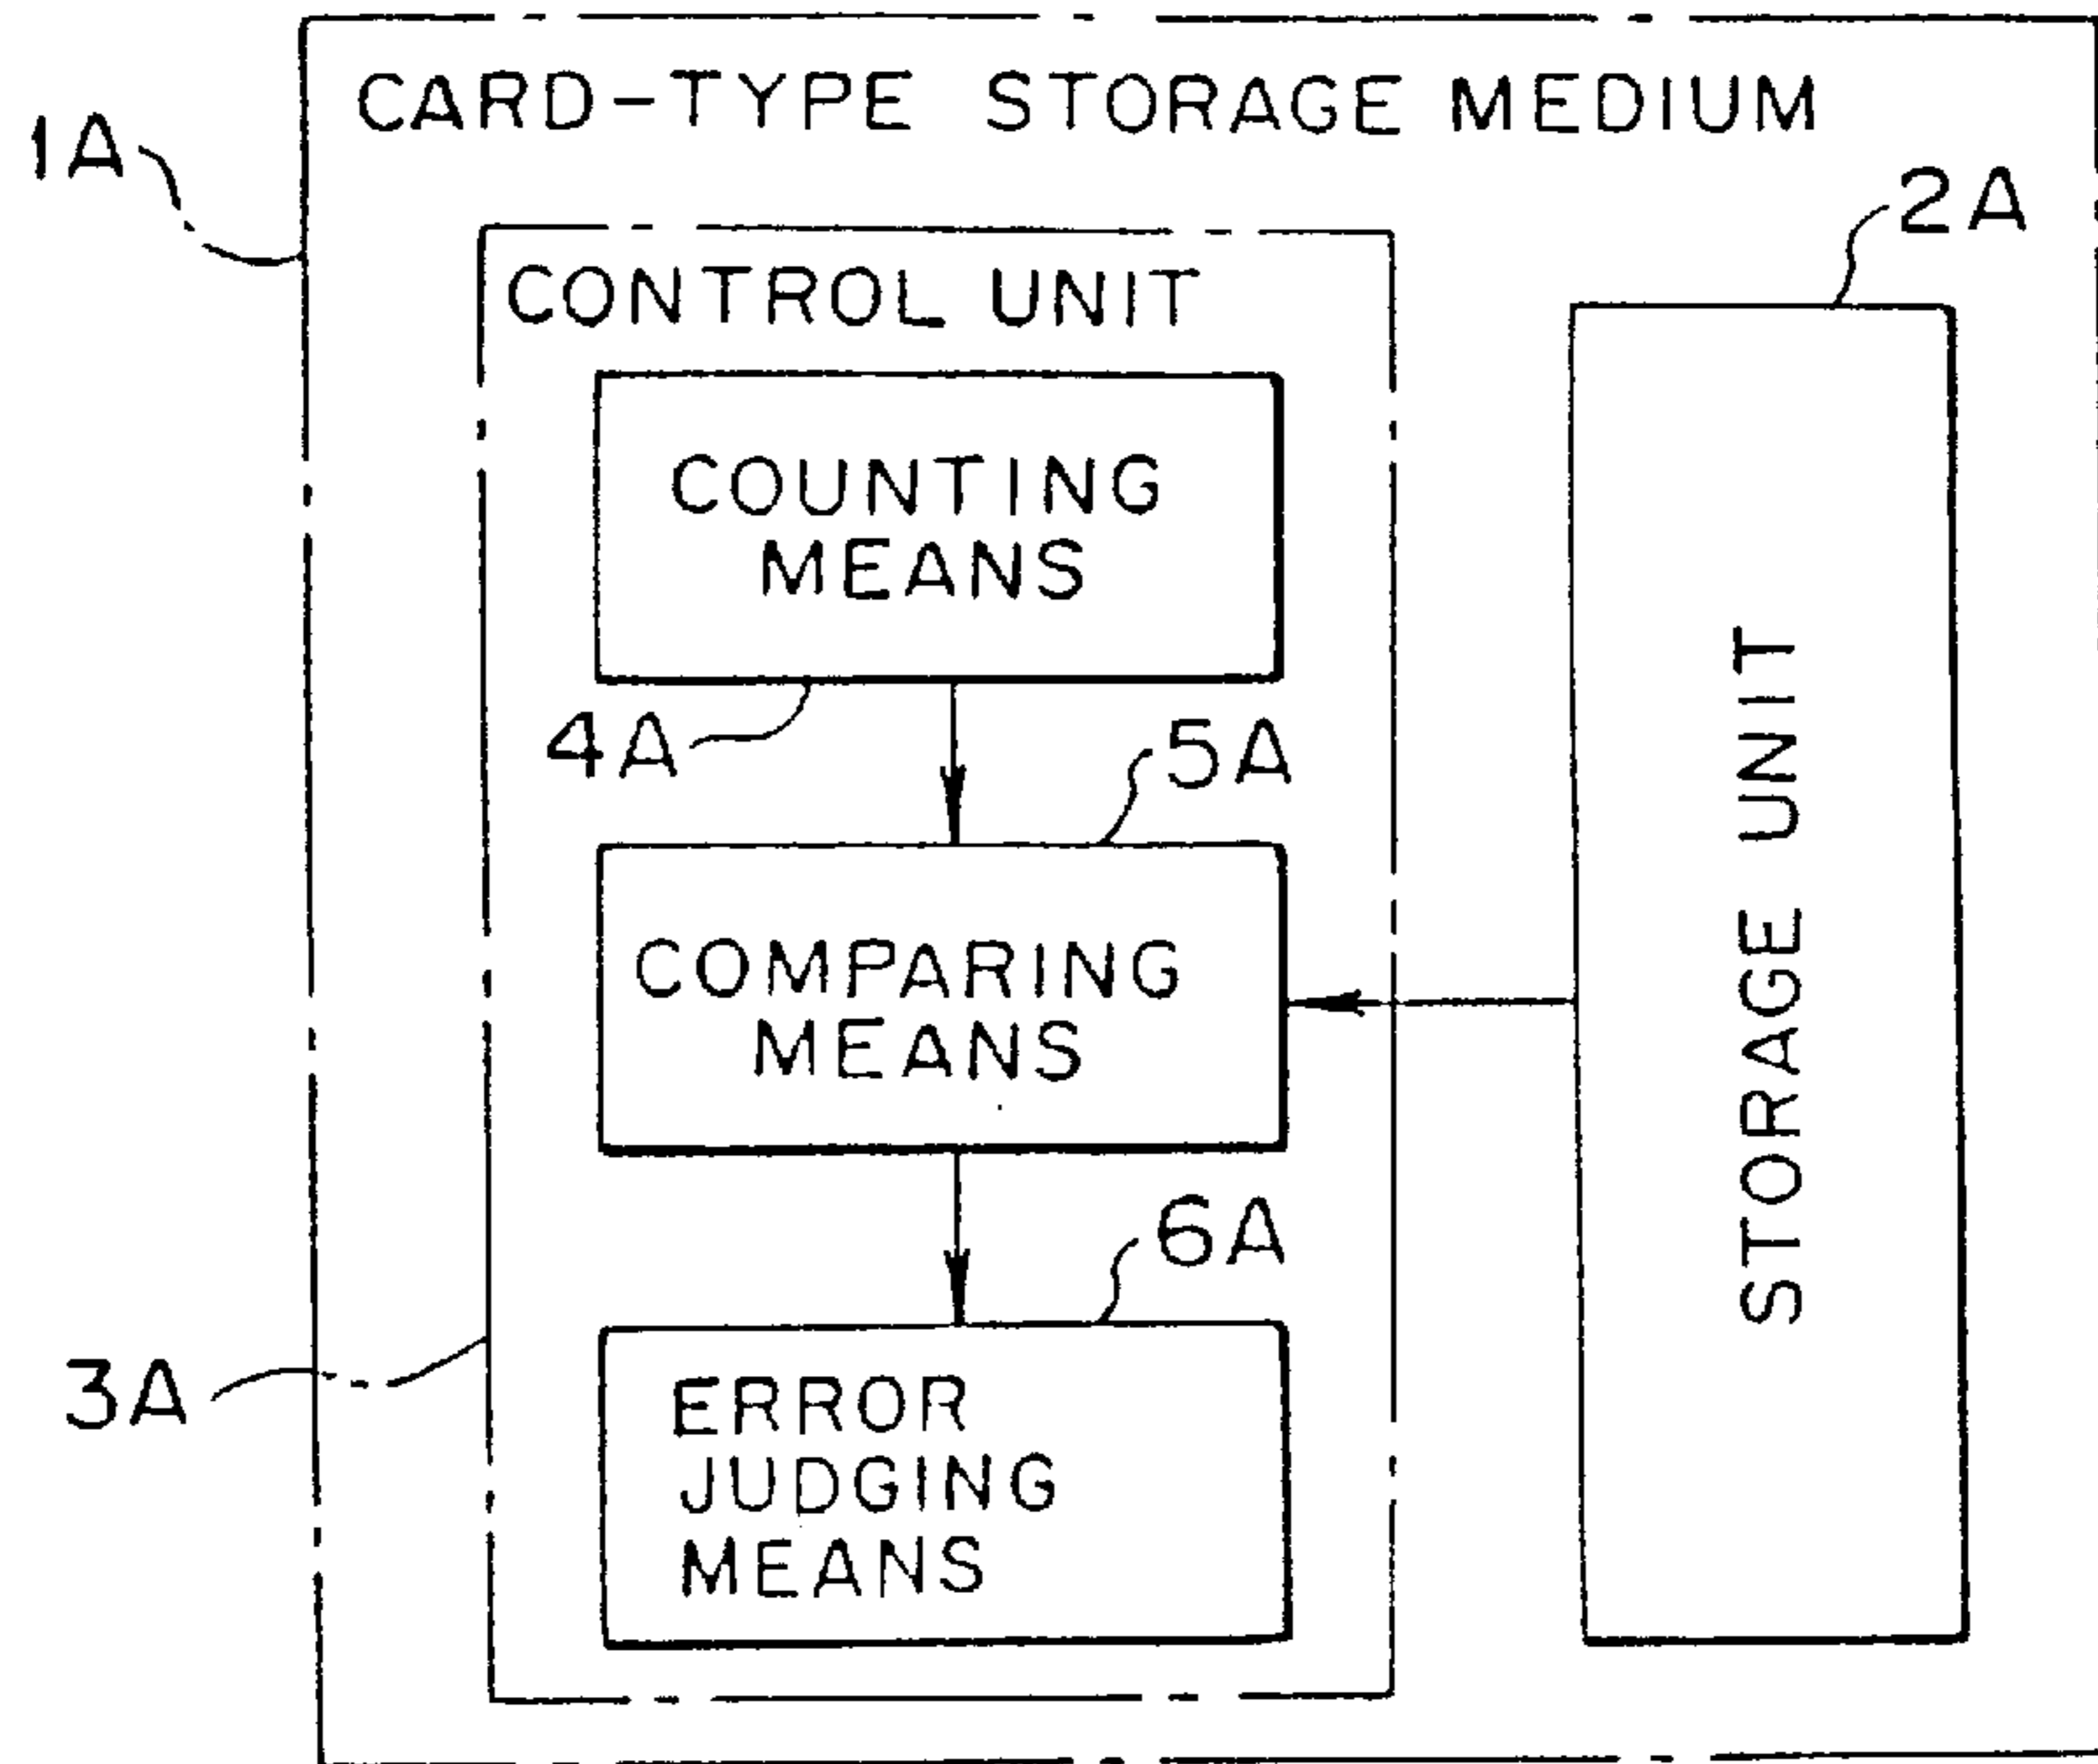 CARD-TYPE STORAGE MEDIUM
1A
2A
CONTROL UNIT
COUNTING
MEANS
4A
5A
COMPARING
MEANS
STORAGE UNIT
6A
3A
ERROR
JUDGING
MEANS